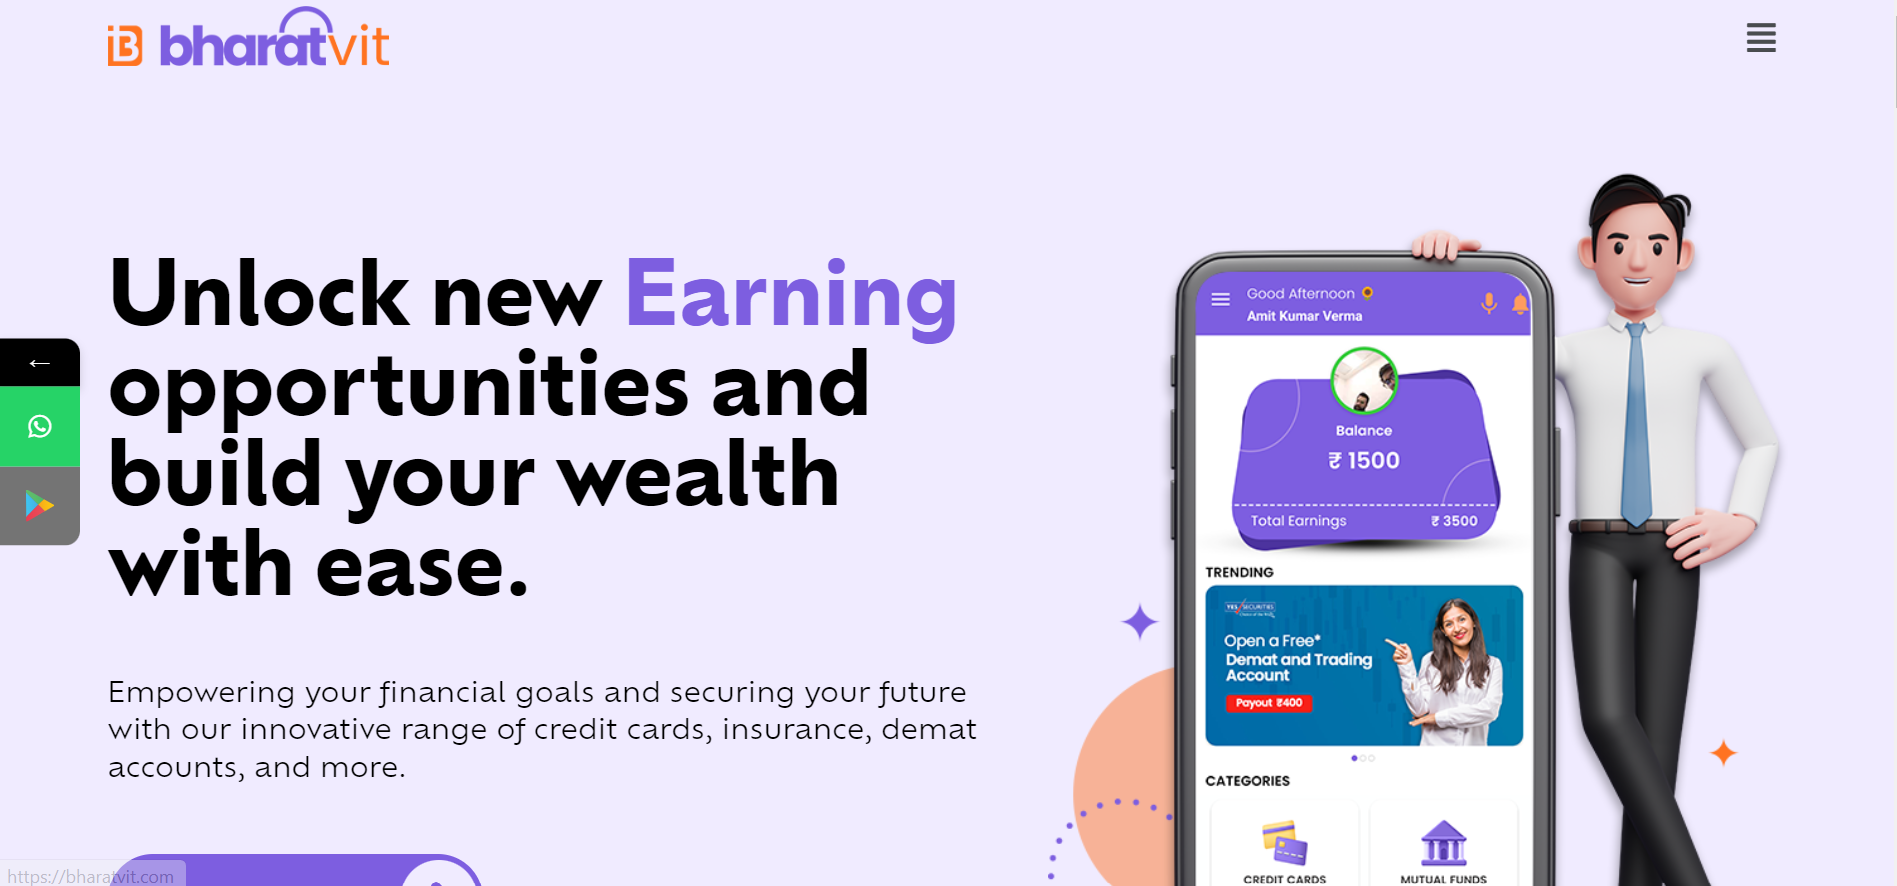 bharatvit
Unlock new Earning
opportunities and
build your wealth
with ease.
Empowering your financial goals and securing your future
with our innovative range of credit cards, insurance, demat
accounts, and more.
Good Afternoon
Amit Kumar Verma
Balance
₹ 1500
Total Earnings ₹ 3500
TRENDING
YES SECURITIES
Open a Free*
Demat and Trading
Account
Payout ₹400
CATEGORIES
CREDIT CARDS MUTUAL FUNDS
https://bharatvit.com